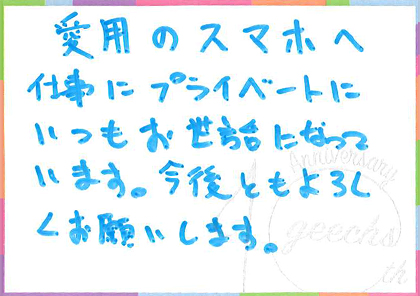 愛用のスマホへ
仕事にプライベートに
いつもお世話になって
います。今後ともよろし
くお願いします。
Anniversary
geechs
th